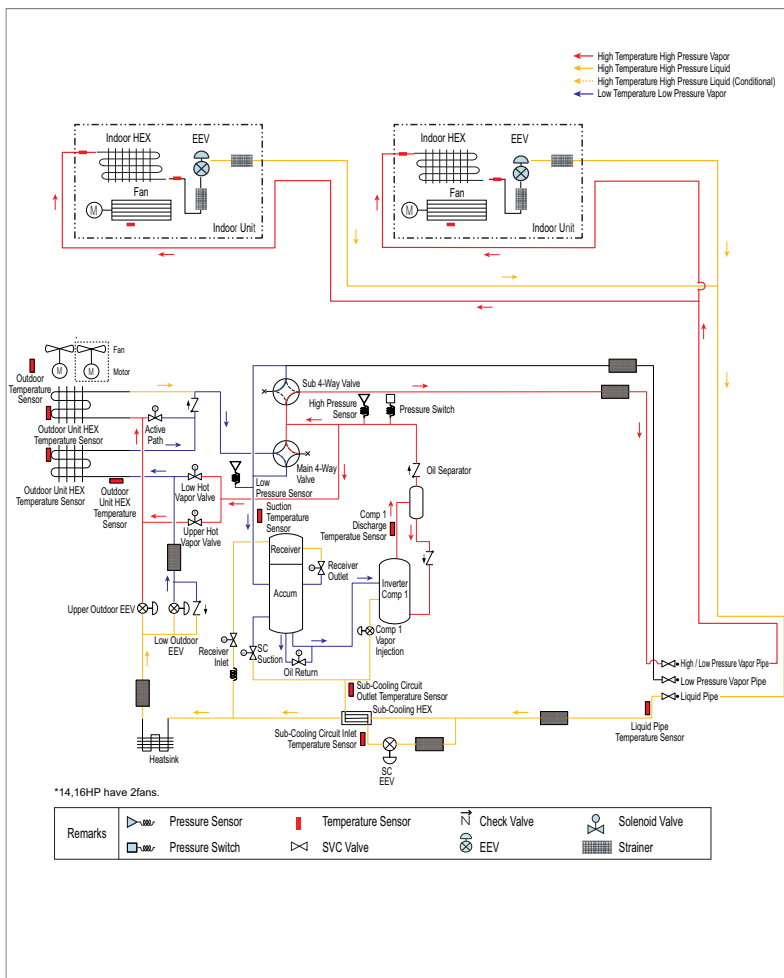 High Temperature High Pressure Vapor
High Temperature High Pressure Liquid
High Temperature High Pressure Liquid (Conditional)
Low Temperature Low Pressure Vapor
Indoor HEX
EEV
Fan
M
Indoor Unit
Indoor HEX
EEV
Fan
M
Indoor Unit
Fan
M
M
Motor
Outdoor
Temperature
Sensor
Sub 4-Way Valve
High Pressure
Sensor
Pressure Switch
Outdoor Unit HEX
Temperature Sensor
Active
Path
Main 4-Way
Valve
Oil Separator
Outdoor Unit HEX
Temperature Sensor
Outdoor
Unit HEX
Temperature
Sensor
Low Hot
Vapor Valve
Low
Pressure Sensor
Suction
Temperature
Sensor
Comp 1
Discharge
Temperatue Sensor
Upper Hot
Vapor Valve
Receiver
Receiver
Outlet
Accum
Inverter
Comp 1
Upper Outdoor EEV
Low Outdoor
EEV
Receiver
Inlet
SC
Suction
Oil Return
Comp 1
Vapor
Injection
High / Low Pressure Vapor Pipe
Low Pressure Vapor Pipe
Liquid Pipe
Sub-Cooling Circuit
Outlet Temperature Sensor
Sub-Cooling HEX
Sub-Cooling Circuit Inlet
Temperature Sensor
Liquid Pipe
Temperature Sensor
Heatsink
SC
EEV
*14,16HP have 2fans.
Remarks
Pressure Sensor
Temperature Sensor
Check Valve
Solenoid Valve
Pressure Switch
SVC Valve
EEV
Strainer